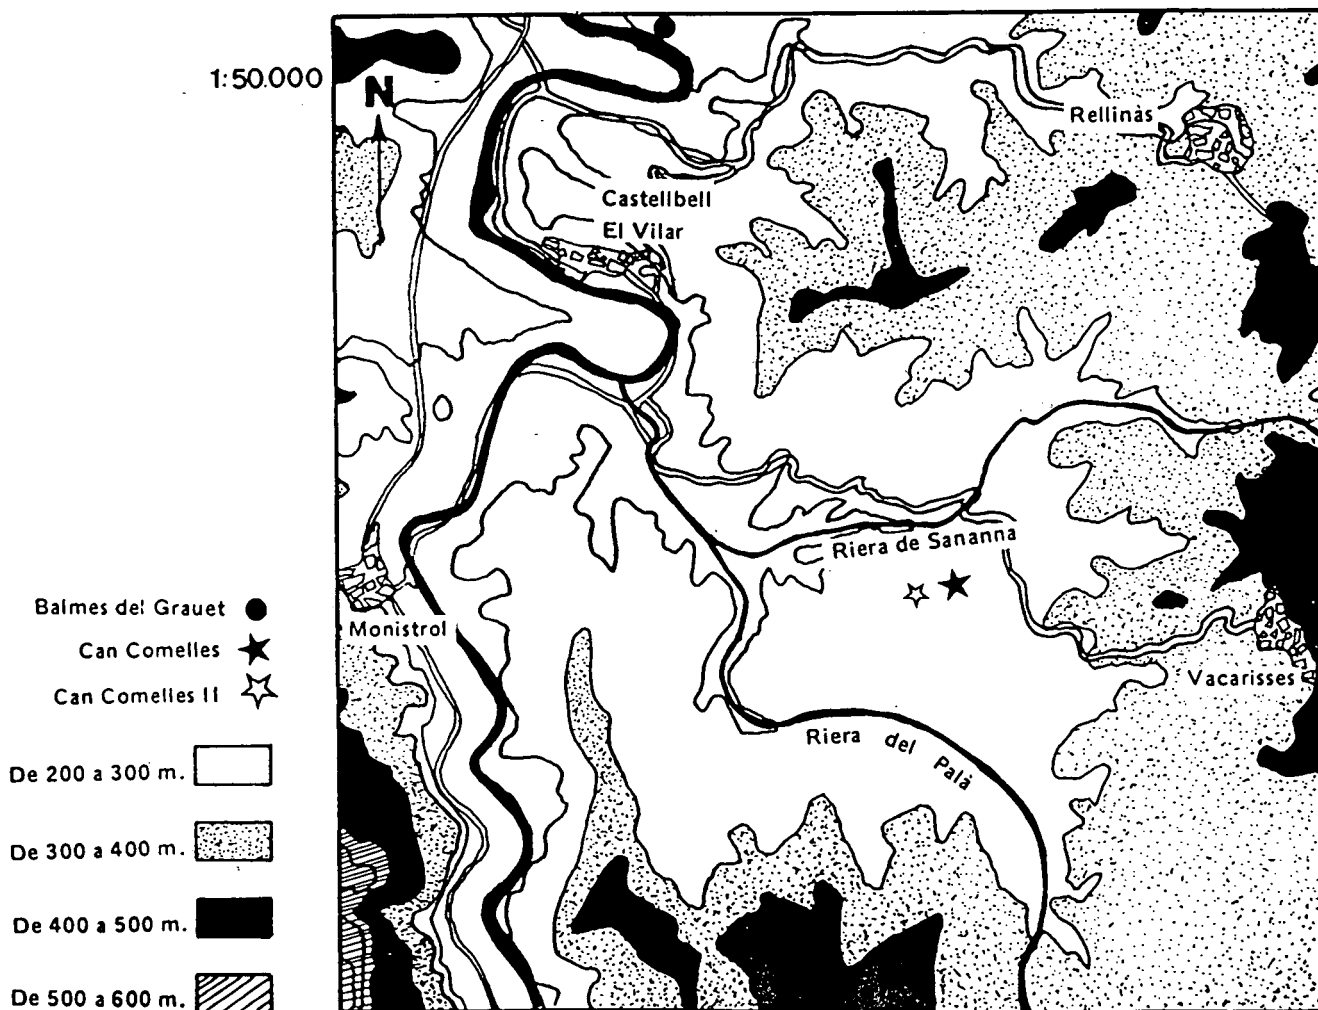 1:50.000
N
Rellinàs
Castellbell
El Vilar
Riera de Sananna
Balmes del Grauet
Can Comelles
Can Comelles II
Monistrol
Vacarisses
Riera del Palà
De 200 a 300 m.
De 300 a 400 m.
De 400 a 500 m.
De 500 a 600 m.